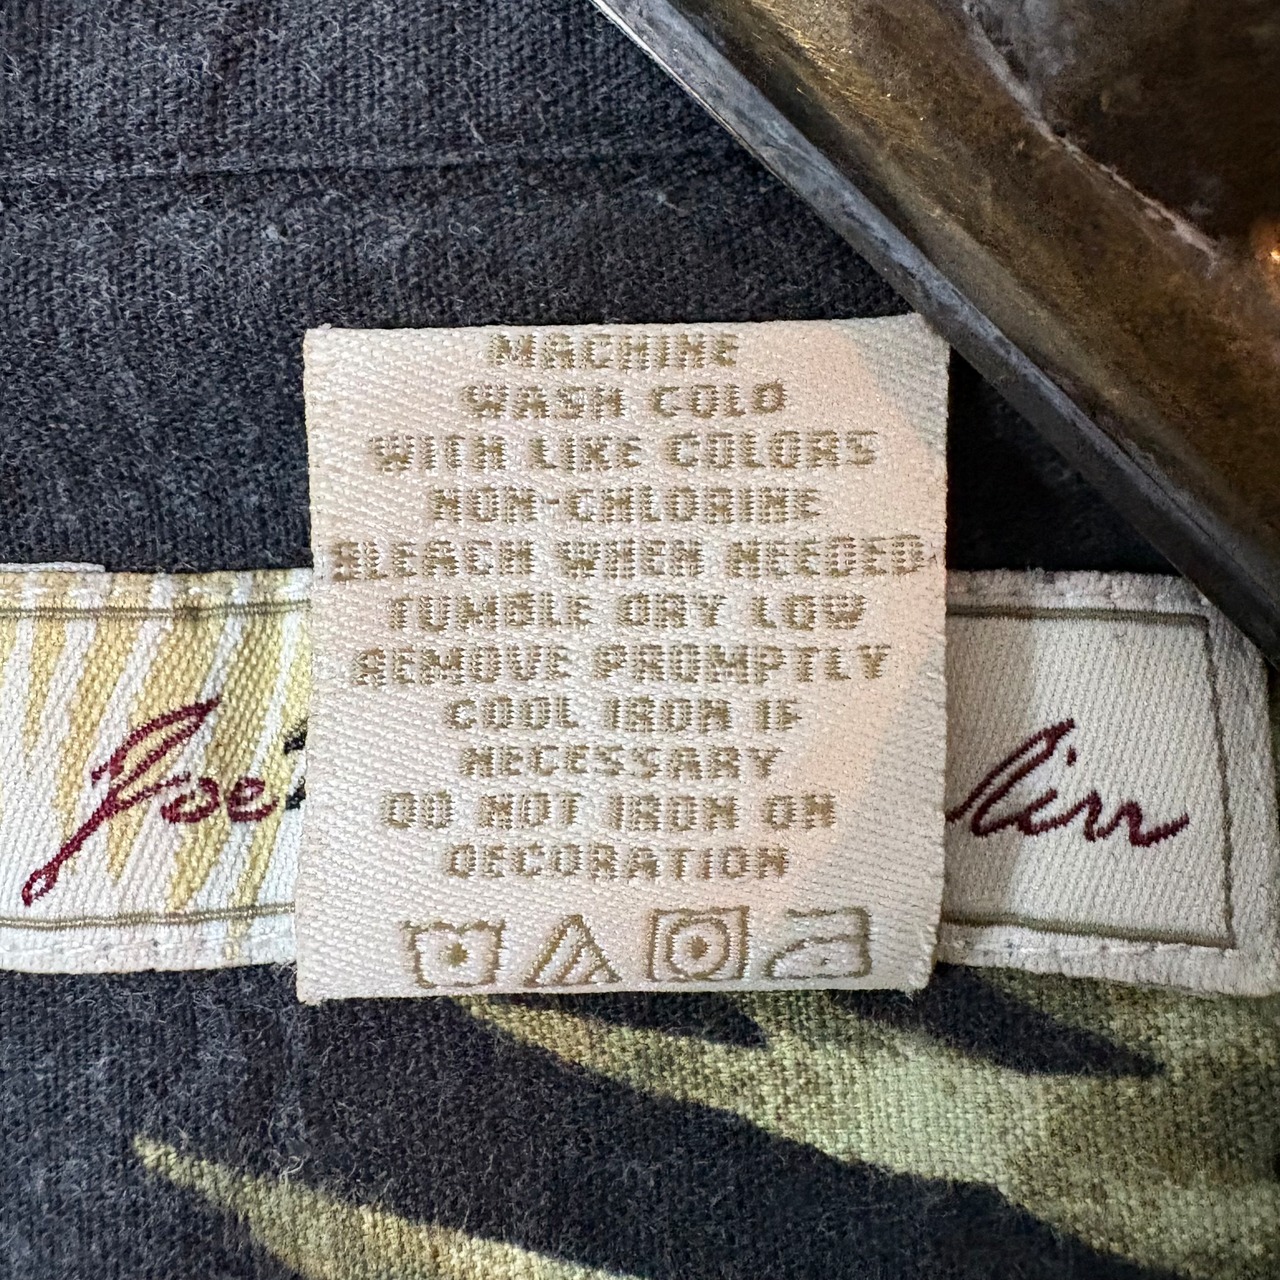 MACHINE
WASH COLD
WITH LIKE COLORS
NON-CHLORINE
BLEACH WHEN NEEDED
TUMBLE DRY LOW
REMOVE PROMPTLY
COOL IRON IF
NECESSARY
DO NOT IRON ON
DECORATION
Joe